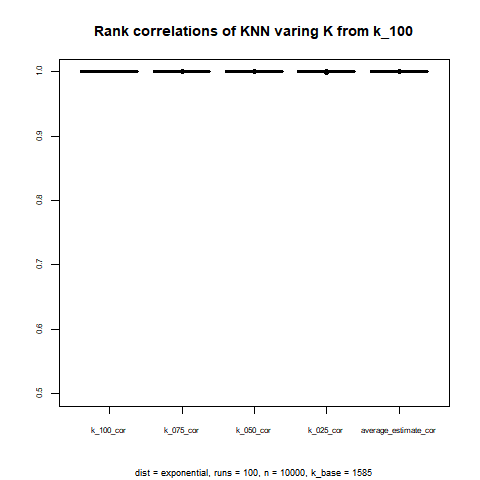 Rank correlations of KNN varing K from k_100
1.0
0.9
0.8
0.7
0.6
0.5
k_100_cor k_075_cor k_050_cor k_025_cor average_estimate_cor
dist = exponential, runs = 100, n = 10000, k_base = 1585